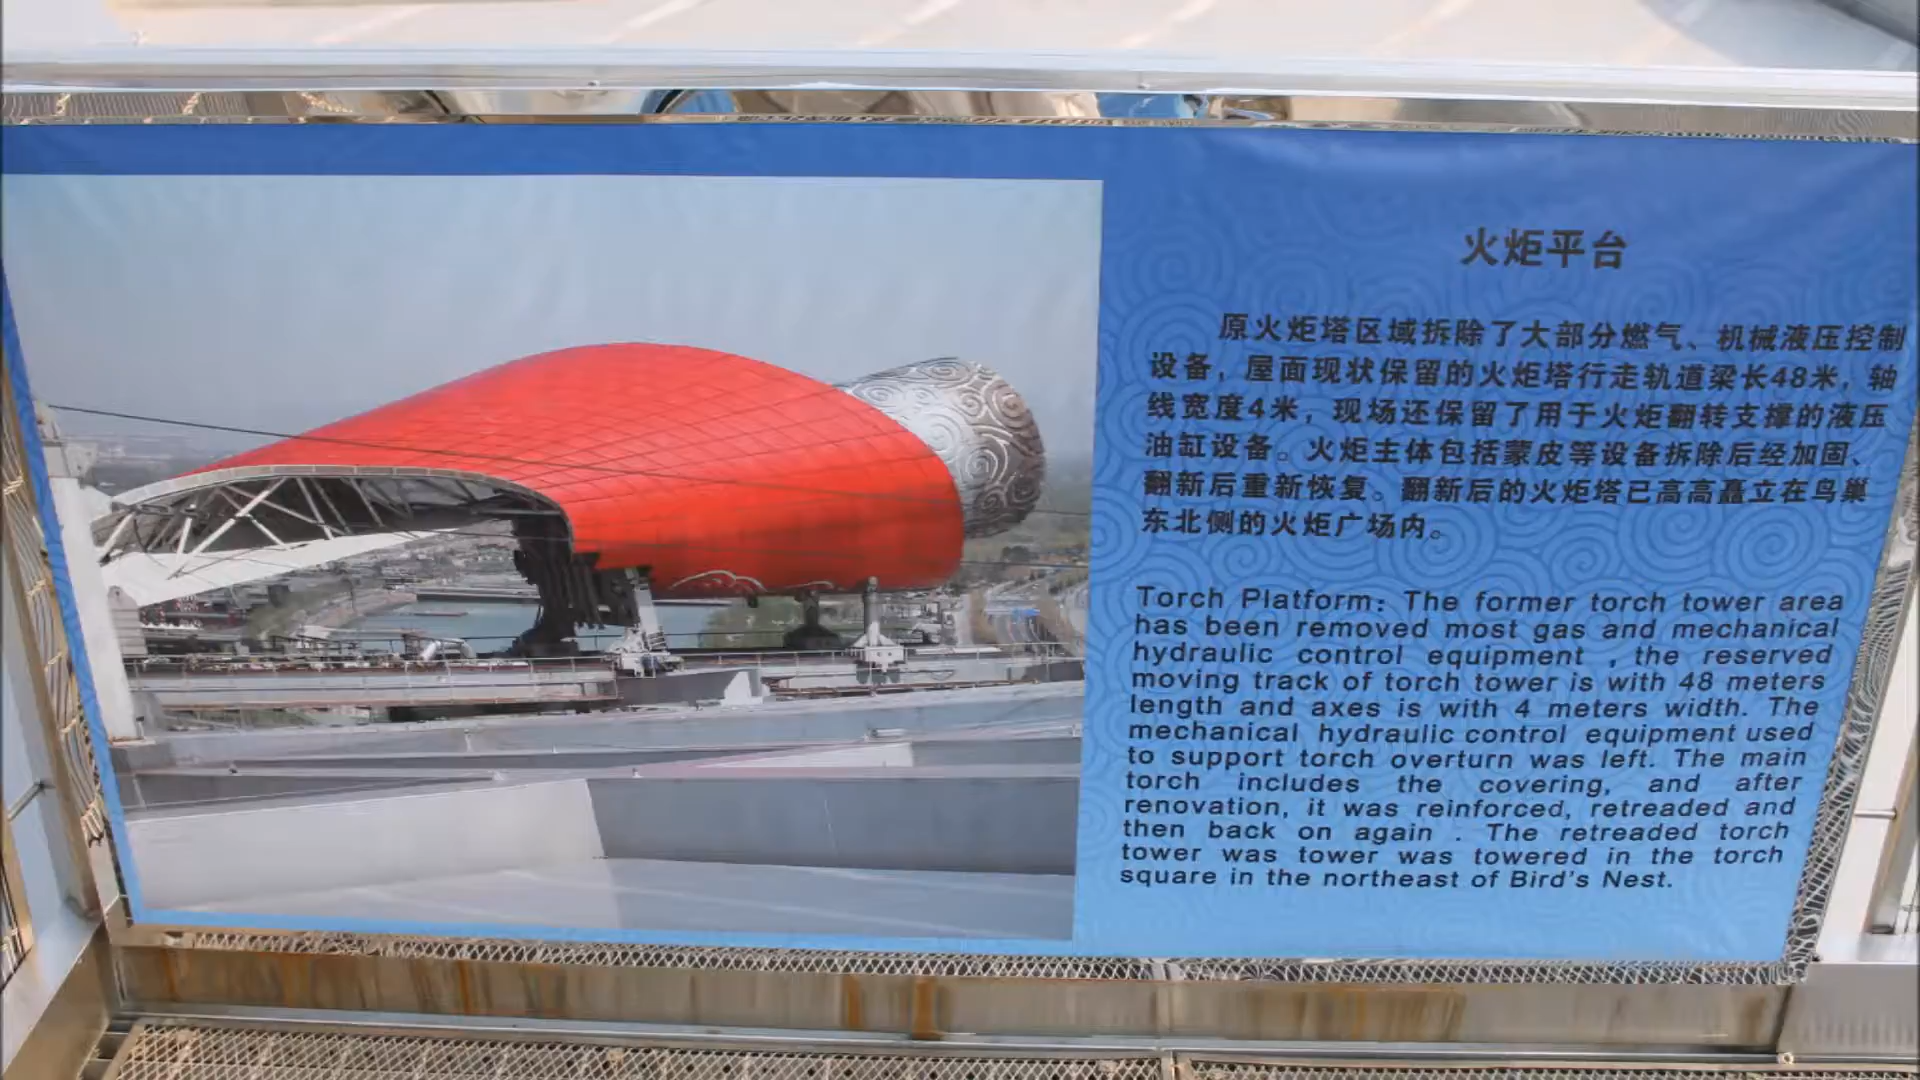 火炬平台
原火炬塔区域拆除了大部分燃气、机械液压控制
设备，屋面现状保留的火炬塔行走轨道梁长48米，轴
线宽度4米，现场还保留了用于火炬翻转支撑的液压
油缸设备。火炬主体包括蒙皮等设备拆除后经加固、
翻新后重新恢复。翻新后的火炬塔已高高矗立在鸟巢
东北侧的火炬广场内。
Torch Platform: The former torch tower area
has been removed most gas and mechanical
hydraulic control equipment , the reserved
moving track of torch tower is with 48 meters
length and axes is with 4 meters width. The
mechanical hydraulic control equipment used
to support torch overturn was left. The main
torch includes the covering, and after
renovation, it was reinforced, retreaded and
then back on again . The retreaded torch
tower was tower was towered in the torch
square in the northeast of Bird's Nest.